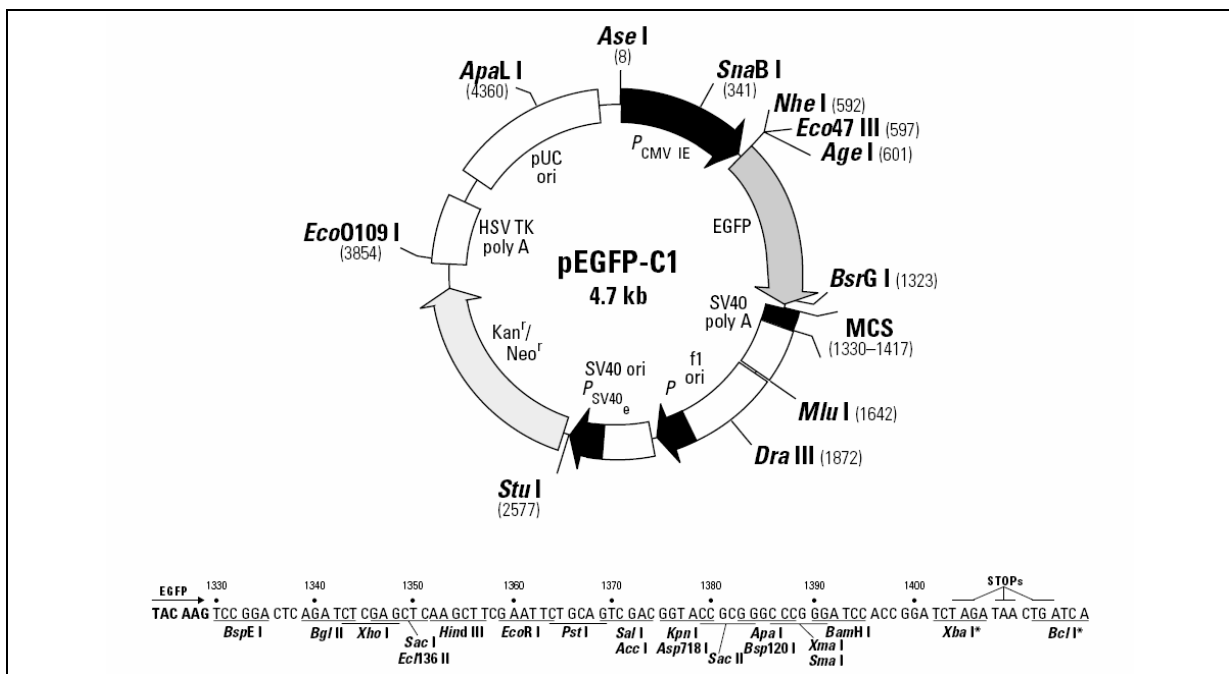 Ase I
(8)
ApaL I
(4360)
SnaB I
(341)
Nhe I (592)
Eco47 III (597)
Age I (601)
P CMV IE
pUC
ori
EGFP
HSV TK
poly A
EcoO109 I
(3854)
pEGFP-C1
4.7 kb
BsrG I (1323)
SV40
poly A
MCS
(1330–1417)
Kanr/
Neor
SV40 ori
P SV40e
f1
ori
P
Mlu I (1642)
Dra III (1872)
Stu I
(2577)
1330 1340 1350 1360 1370 1380 1390 1400
EGFP STOPs
TAC AAG TCC GGA CTC AGA TCT CGA GCT CAA GCT TCG AAT TCT GCA GTC GAC GGT ACC GCG GGC CCG GGA TCC ACC GGA TCT AGA TAA CTG ATC A
BspE I Bgl II Xho I Hind III EcoR I Pst I Sal I Kpn I Apa I BamH I Xba I* Bcl I*
Sac I Acc I Asp718 I Bsp120 I Xma I
Ecl136 II Sac II Sma I